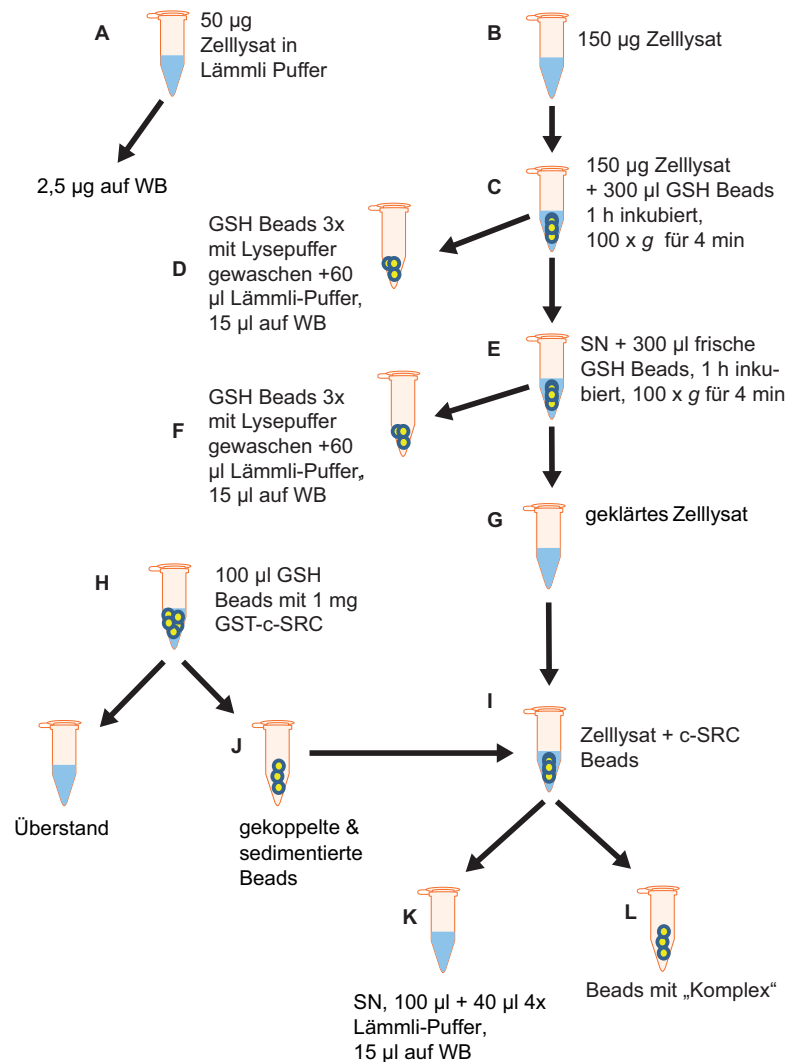 A
50 µg
Zelllysat in
Lämmli Puffer
2,5 µg auf WB
B
150 µg Zelllysat
C
150 µg Zelllysat
+ 300 µl GSH Beads
1 h inkubiert,
100 x g für 4 min
D
GSH Beads 3x
mit Lysepuffer
gewaschen +60
µl Lämmli-Puffer,
15 µl auf WB
E
SN + 300 µl frische
GSH Beads, 1 h inku-
biert, 100 x g für 4 min
F
GSH Beads 3x
mit Lysepuffer
gewaschen +60
µl Lämmli-Puffer,
15 µl auf WB
G
geklärtes Zelllysat
H
100 µl GSH
Beads mit 1 mg
GST-c-SRC
Überstand
J
gekoppelte &
sedimentierte
Beads
I
Zelllysat + c-SRC
Beads
K
SN, 100 µl + 40 µl 4x
Lämmli-Puffer,
15 µl auf WB
L
Beads mit „Komplex“